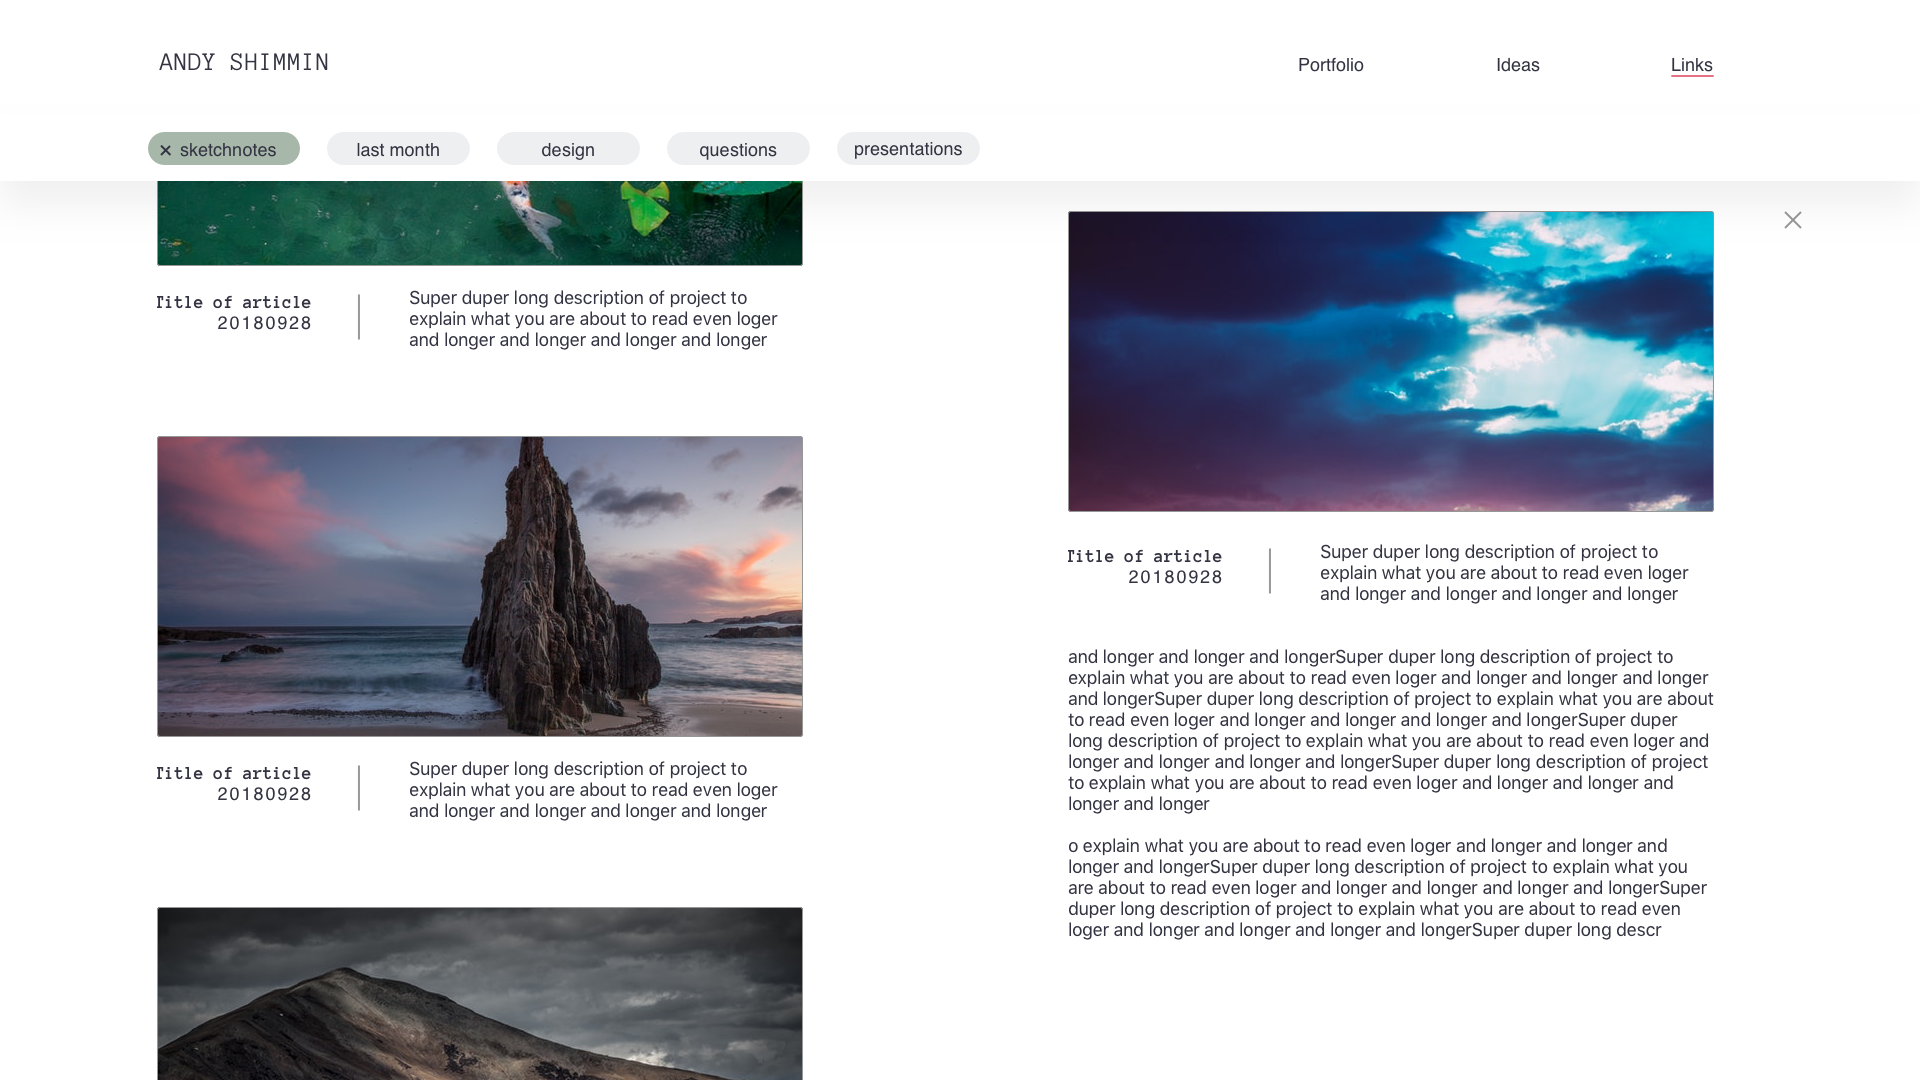 ANDY SHIMMIN
Portfolio
Ideas
Links
× sketchnotes
last month
design
questions
presentations
Title of article
20180928
Super duper long description of project to
explain what you are about to read even loger
and longer and longer and longer and longer
Title of article
20180928
Super duper long description of project to
explain what you are about to read even loger
and longer and longer and longer and longer
Title of article
20180928
Super duper long description of project to
explain what you are about to read even loger
and longer and longer and longer and longer
and longer and longer and longerSuper duper long description of project to
explain what you are about to read even loger and longer and longer and longer
and longerSuper duper long description of project to explain what you are about
to read even loger and longer and longer and longer and longerSuper duper
long description of project to explain what you are about to read even loger and
longer and longer and longer and longerSuper duper long description of project
to explain what you are about to read even loger and longer and longer and
longer and longer
o explain what you are about to read even loger and longer and longer and
longer and longerSuper duper long description of project to explain what you
are about to read even loger and longer and longer and longer and longerSuper
duper long description of project to explain what you are about to read even
loger and longer and longer and longer and longerSuper duper long descr